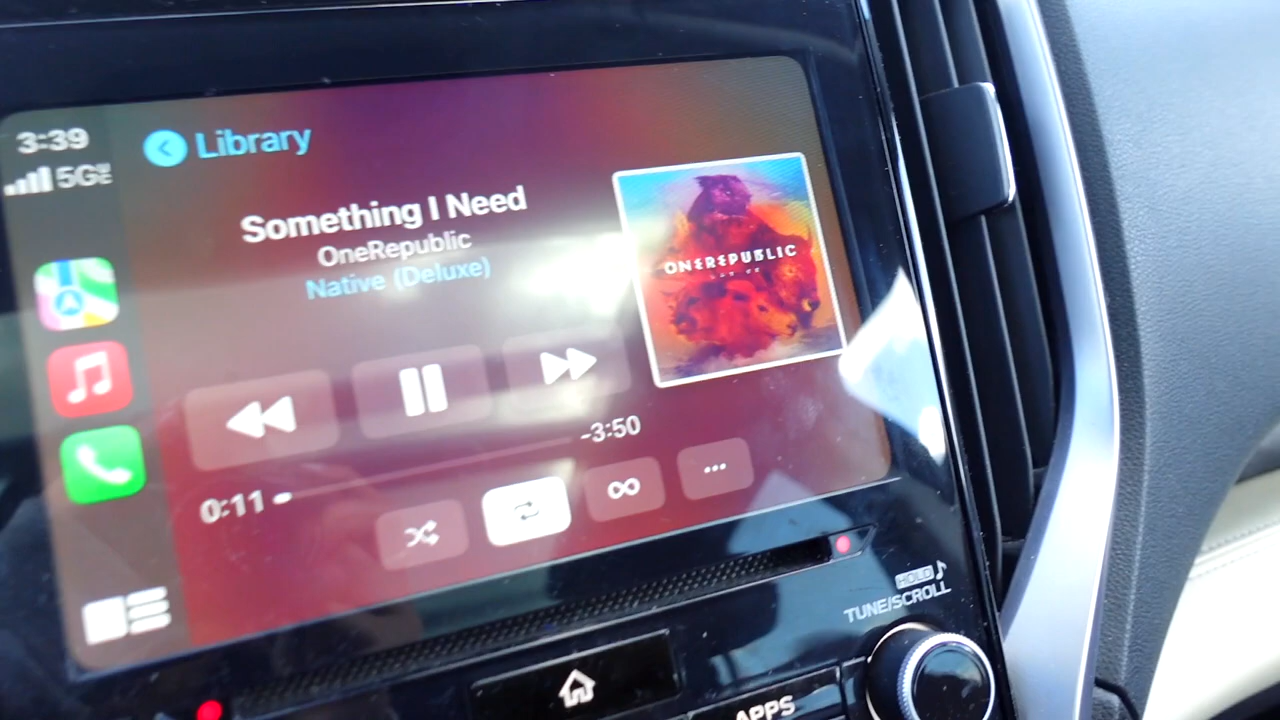 3:39
5G
Library
Something I Need
OneRepublic
Native (Deluxe)
ONEREPUBLIC
-3:50
0:11
HOLD
TUNE/SCROLL
APPS